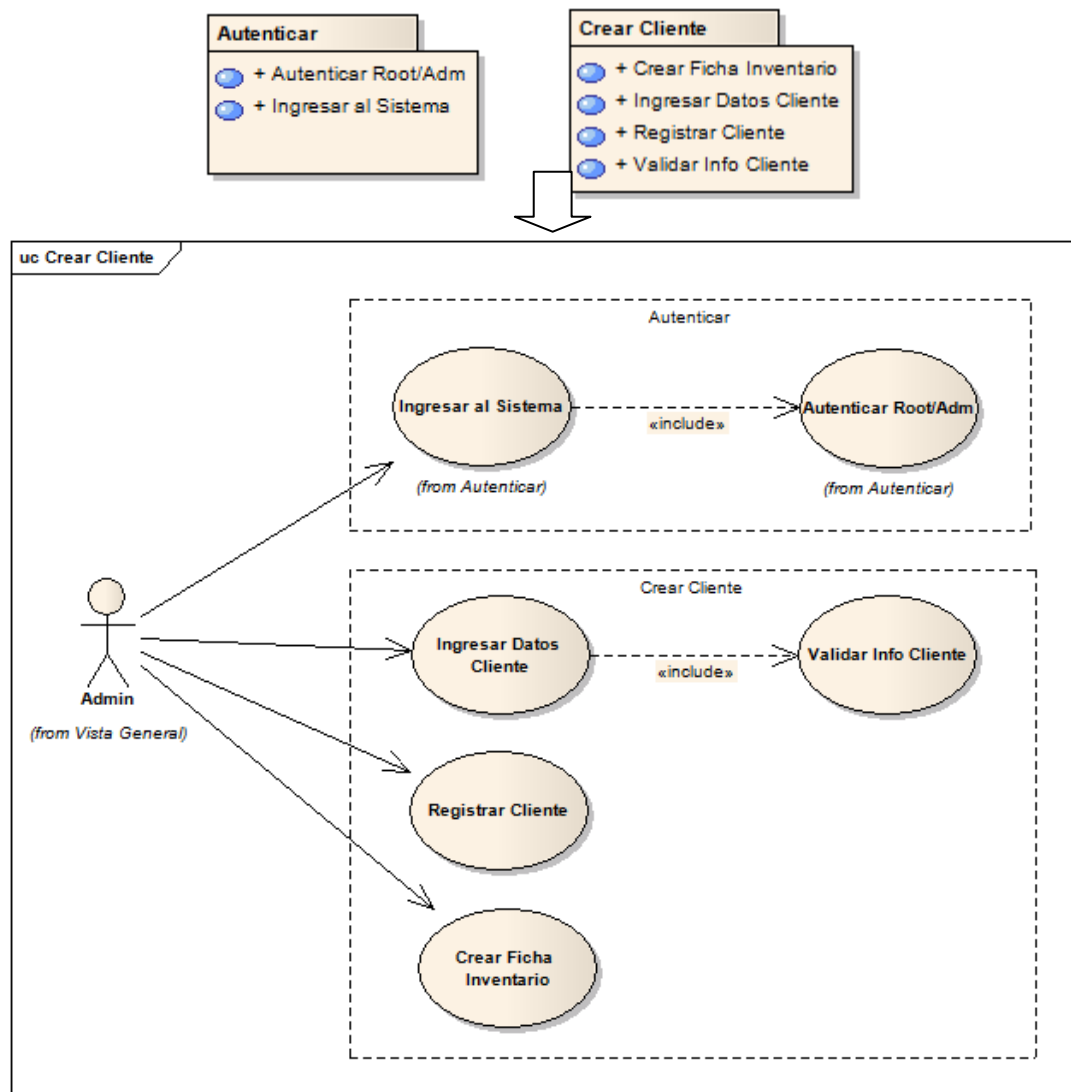 Autenticar
+ Autenticar Root/Adm
+ Ingresar al Sistema
Crear Cliente
+ Crear Ficha Inventario
+ Ingresar Datos Cliente
+ Registrar Cliente
+ Validar Info Cliente
uc Crear Cliente
Autenticar
Ingresar al Sistema
«include»
Autenticar Root/Adm
(from Autenticar)
(from Autenticar)
Crear Cliente
Ingresar Datos
Cliente
«include»
Validar Info Cliente
Admin
(from Vista General)
Registrar Cliente
Crear Ficha
Inventario